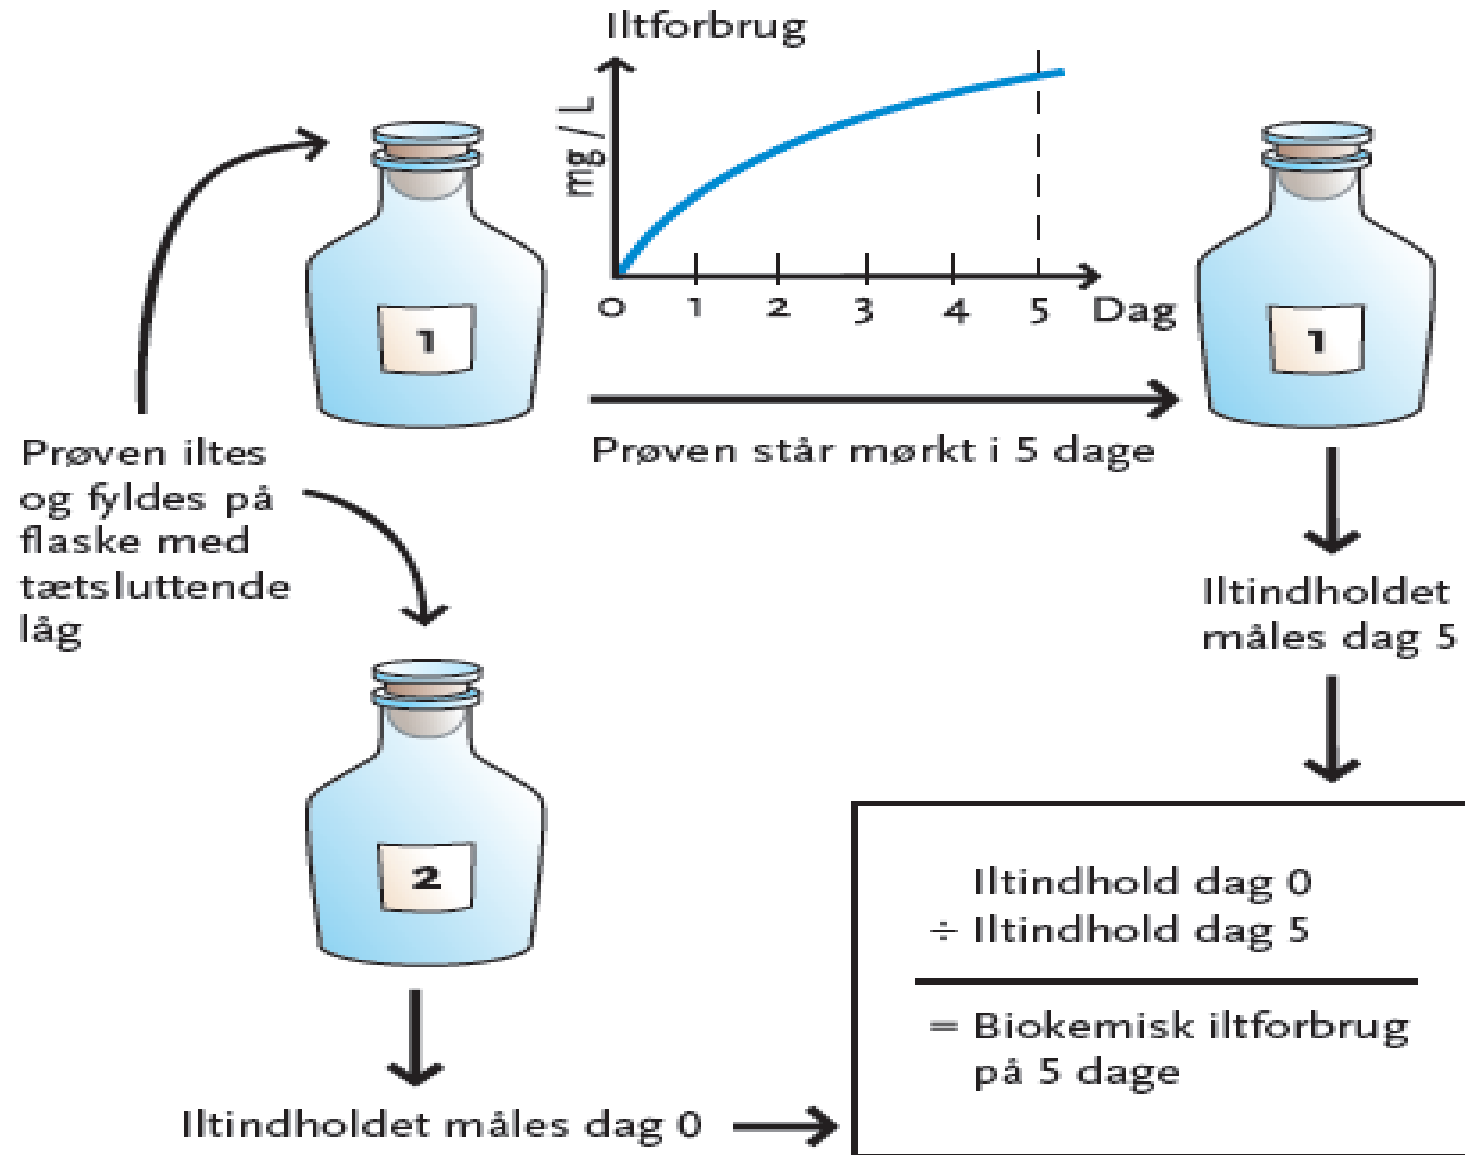 Iltforbrug
mg / L
0 1 2 3 4 5 Dag
1
1
Prøven iltes
og fyldes på
flaske med
tætsluttende
låg
Prøven står mørkt i 5 dage
Iltindholdet
måles dag 5
2
Iltindholdet måles dag 0
Iltindhold dag 0
÷ Iltindhold dag 5
= Biokemisk iltforbrug
på 5 dage